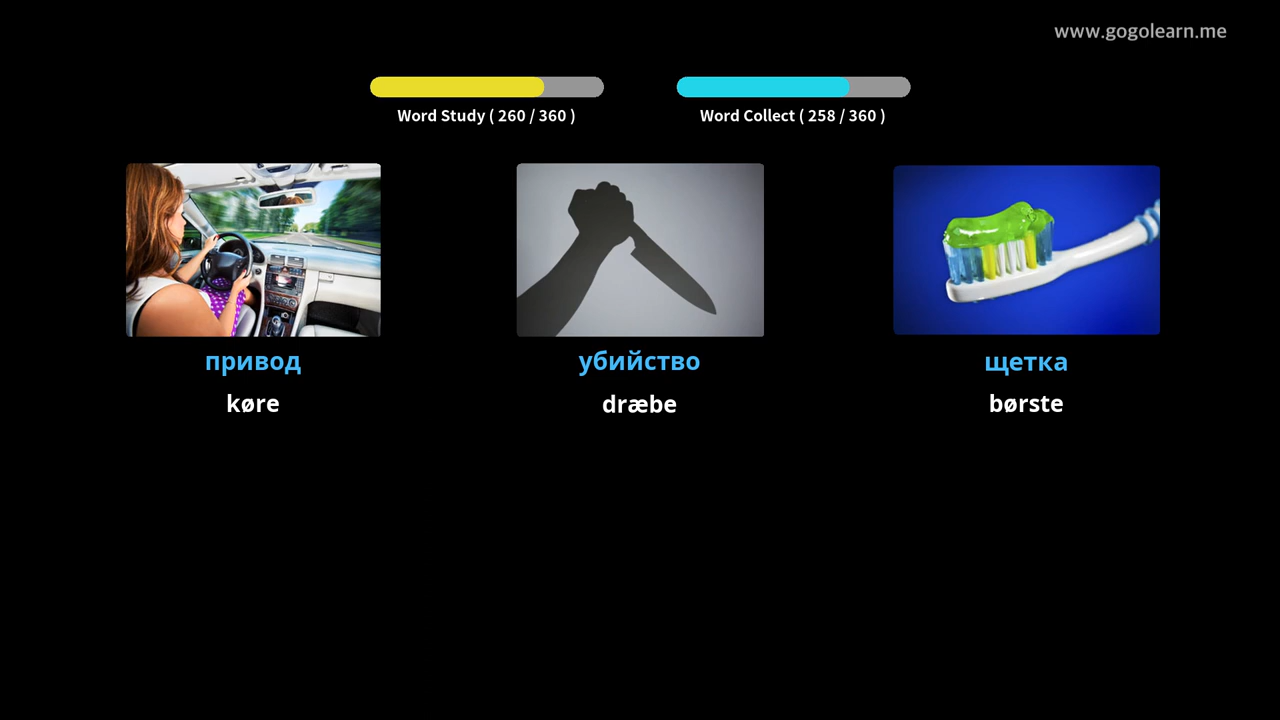 www.gogolearn.me
Word Study ( 260 / 360 )
Word Collect ( 258 / 360 )
привод
убийство
щетка
køre
dræbe
børste